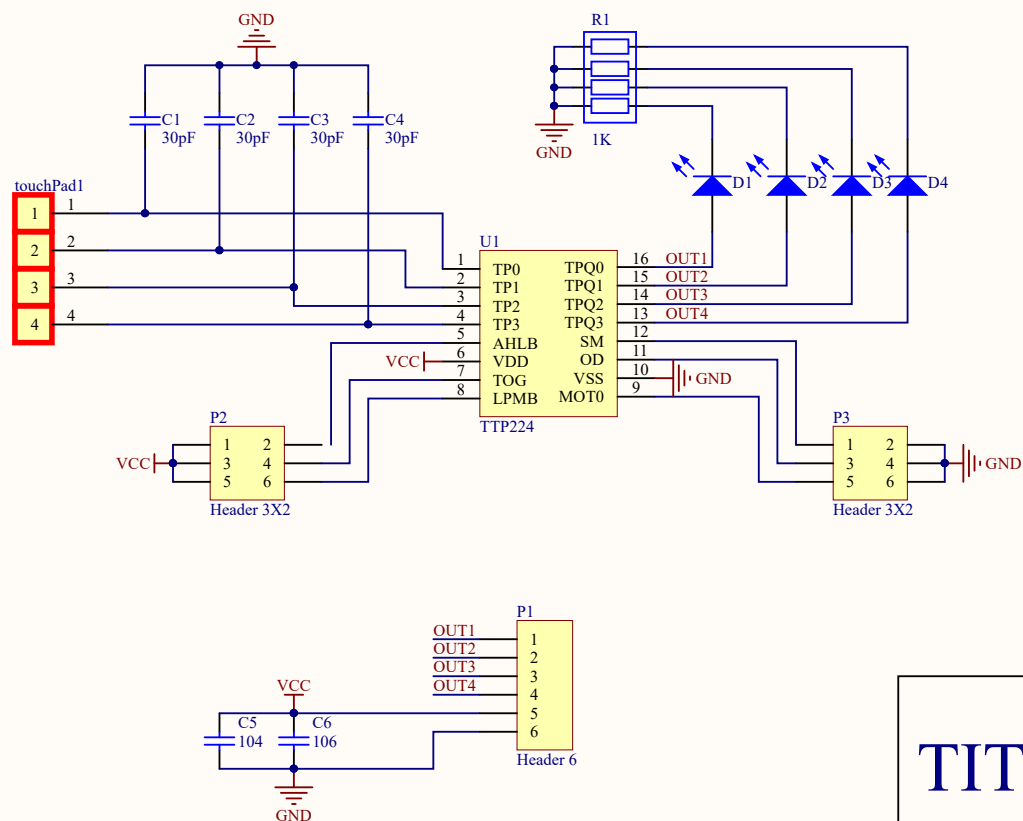 GND
R1
C1
30pF
C2
30pF
C3
30pF
C4
30pF
1K
GND
D1
D2
D3
D4
touchPad1
1 1
2 2
3 3
4 4
U1
1 TP0
2 TP1
3 TP2
4 TP3
5 AHLB
VCC 6 VDD
7 TOG
8 LPMB
TPQ0 16 OUT1
TPQ1 15 OUT2
TPQ2 14 OUT3
TPQ3 13 OUT4
SM 12
OD 11
VSS 10 GND
MOT0 9
TTP224
P2
1 2
VCC 3 4
5 6
Header 3X2
P3
1 2
3 4 GND
5 6
Header 3X2
P1
OUT1 1
OUT2 2
OUT3 3
OUT4 4
5
6
Header 6
VCC
C5
104
C6
106
GND
TIT